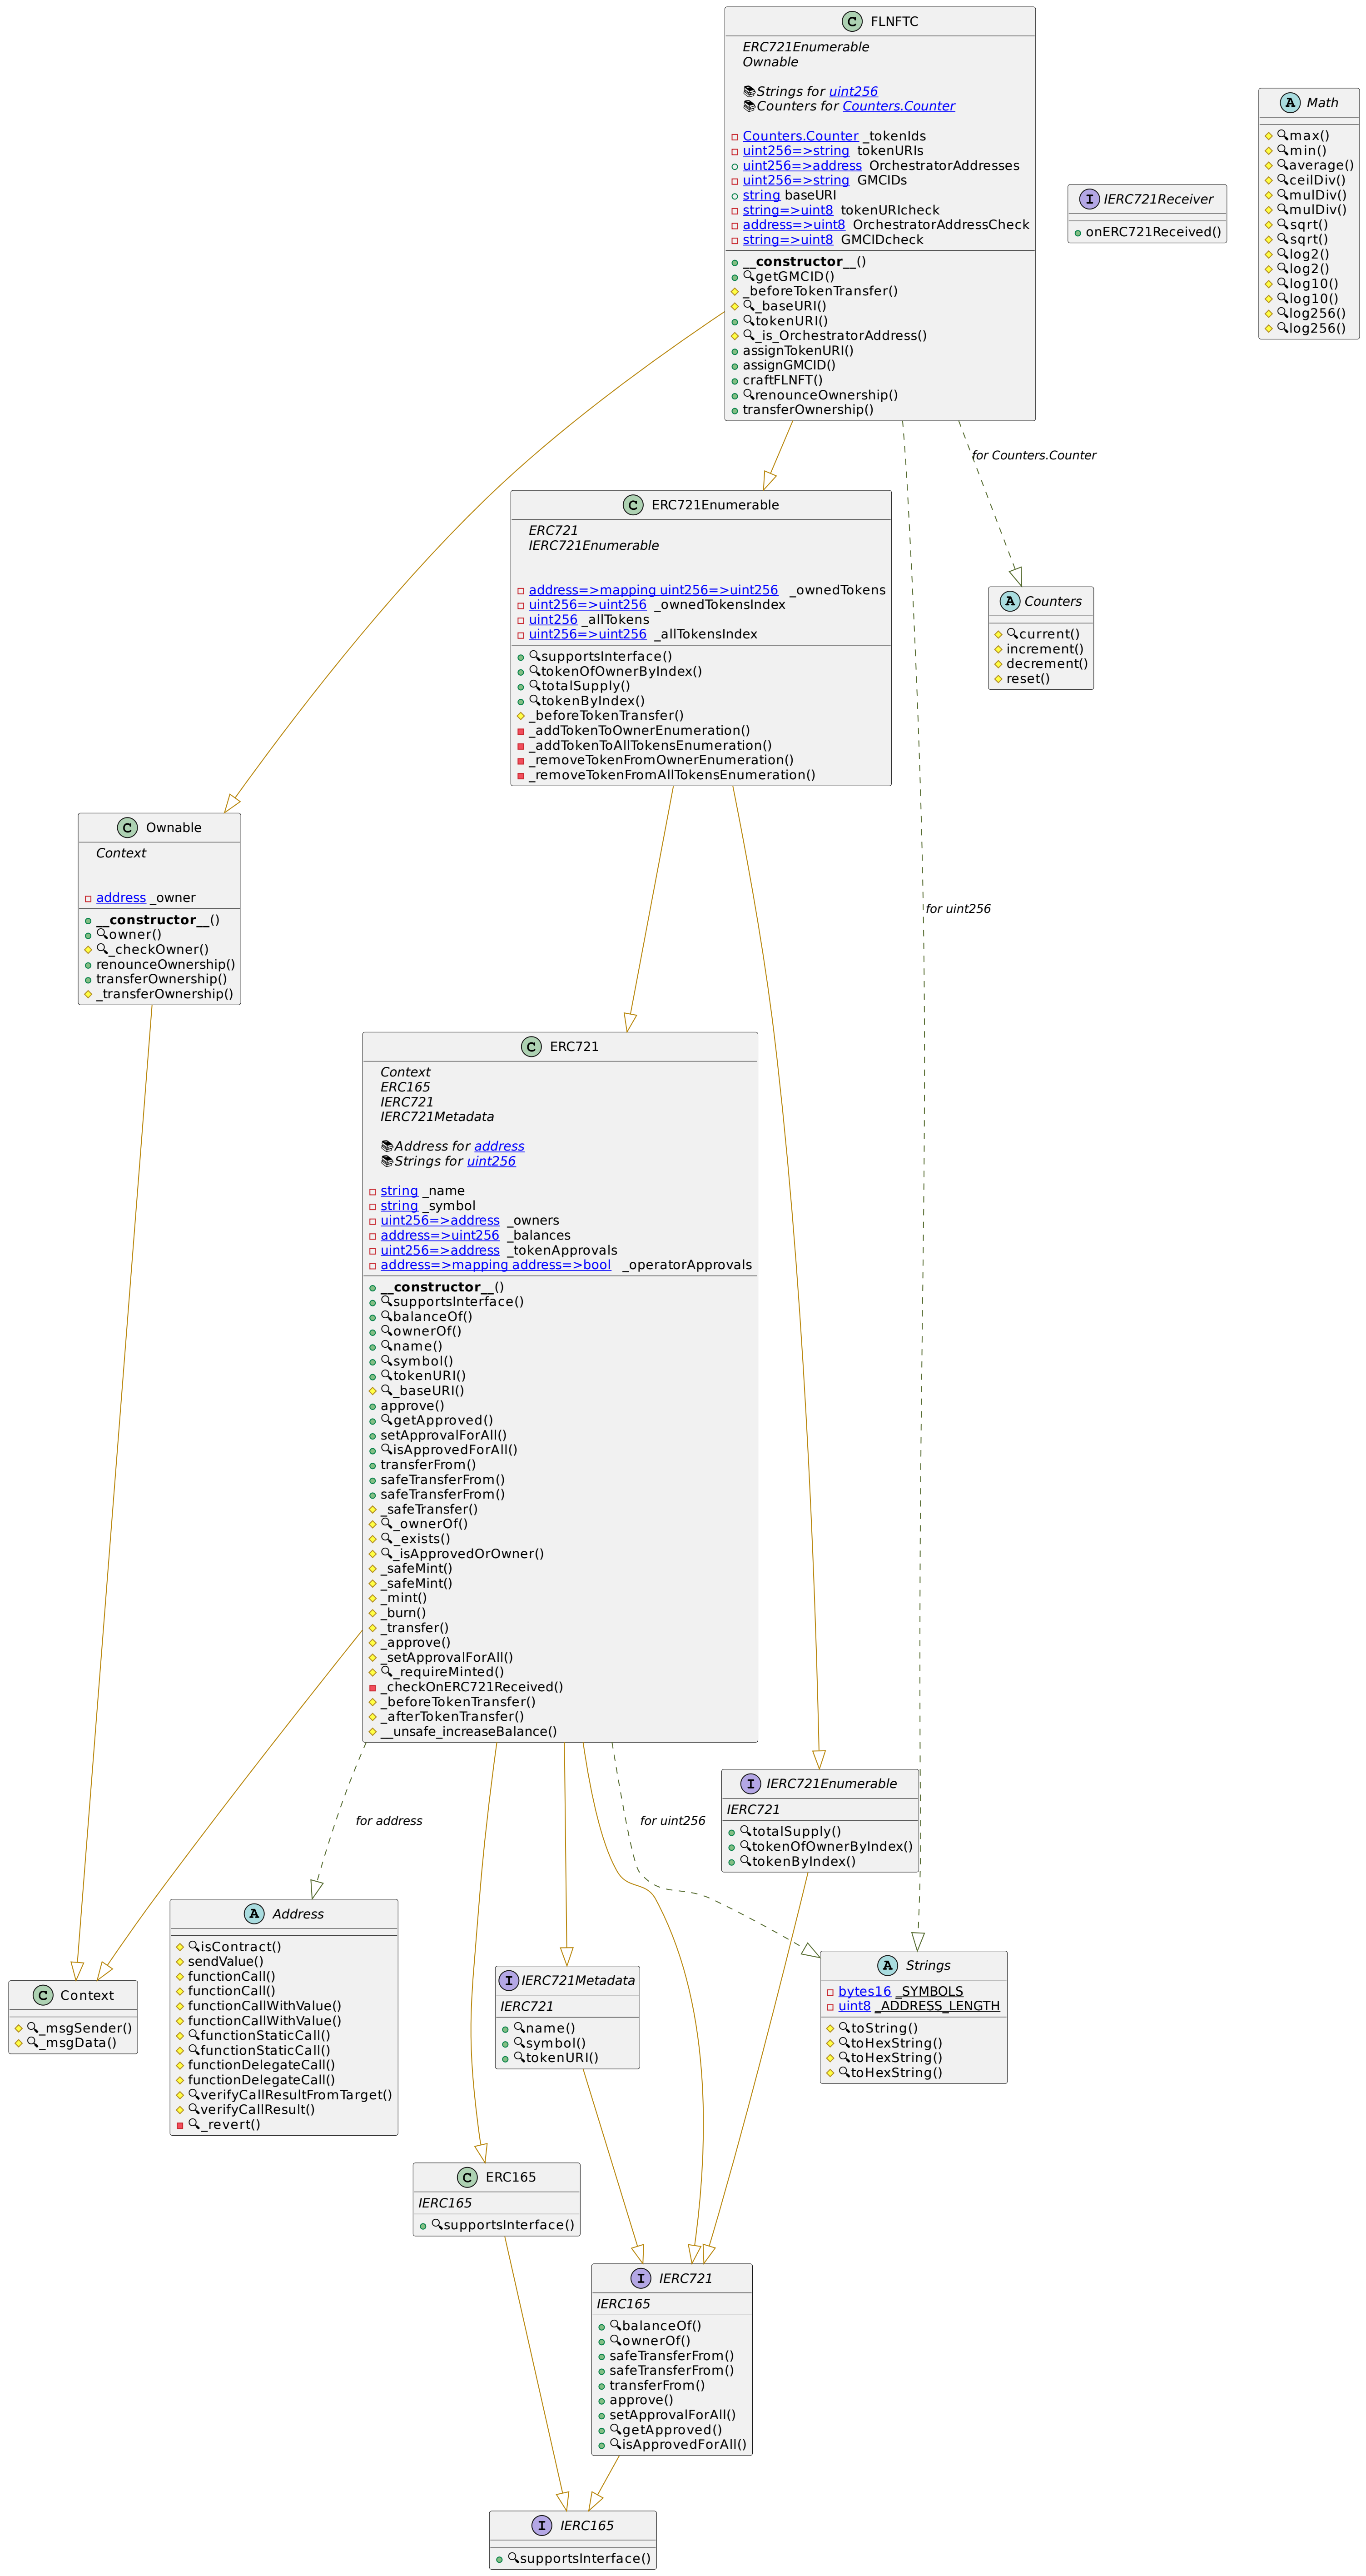 C FLNFTC
ERC721Enumerable
Ownable
📚Strings for uint256
📚Counters for Counters.Counter
Counters.Counter _tokenIds
uint256=>string tokenURIs
uint256=>address OrchestratorAddresses
uint256=>string GMCIDs
string baseURI
string=>uint8 tokenURIcheck
address=>uint8 OrchestratorAddressCheck
string=>uint8 GMCIDcheck
__constructor__()
🔍getGMCID()
_beforeTokenTransfer()
🔍_baseURI()
🔍tokenURI()
🔍_is_OrchestratorAddress()
assignTokenURI()
assignGMCID()
craftFLNFT()
🔍renounceOwnership()
transferOwnership()
I IERC721Receiver
onERC721Received()
A Math
🔍max()
🔍min()
🔍average()
🔍ceilDiv()
🔍mulDiv()
🔍mulDiv()
🔍sqrt()
🔍sqrt()
🔍log2()
🔍log2()
🔍log10()
🔍log10()
🔍log256()
🔍log256()
for Counters.Counter
C ERC721Enumerable
ERC721
IERC721Enumerable
address=>mapping uint256=>uint256 _ownedTokens
uint256=>uint256 _ownedTokensIndex
uint256 _allTokens
uint256=>uint256 _allTokensIndex
🔍supportsInterface()
🔍tokenOfOwnerByIndex()
🔍totalSupply()
🔍tokenByIndex()
_beforeTokenTransfer()
_addTokenToOwnerEnumeration()
_addTokenToAllTokensEnumeration()
_removeTokenFromOwnerEnumeration()
_removeTokenFromAllTokensEnumeration()
A Counters
🔍current()
increment()
decrement()
reset()
C Ownable
Context
address _owner
__constructor__()
🔍owner()
🔍_checkOwner()
renounceOwnership()
transferOwnership()
_transferOwnership()
for uint256
C ERC721
Context
ERC165
IERC721
IERC721Metadata
📚Address for address
📚Strings for uint256
string _name
string _symbol
uint256=>address _owners
address=>uint256 _balances
uint256=>address _tokenApprovals
address=>mapping address=>bool _operatorApprovals
__constructor__()
🔍supportsInterface()
🔍balanceOf()
🔍ownerOf()
🔍name()
🔍symbol()
🔍tokenURI()
🔍_baseURI()
approve()
🔍getApproved()
setApprovalForAll()
🔍isApprovedForAll()
transferFrom()
safeTransferFrom()
safeTransferFrom()
_safeTransfer()
🔍_ownerOf()
🔍_exists()
🔍_isApprovedOrOwner()
_safeMint()
_safeMint()
_mint()
_burn()
_transfer()
_approve()
_setApprovalForAll()
🔍_requireMinted()
_checkOnERC721Received()
_beforeTokenTransfer()
_afterTokenTransfer()
__unsafe_increaseBalance()
for address
for uint256
I IERC721Enumerable
IERC721
🔍totalSupply()
🔍tokenOfOwnerByIndex()
🔍tokenByIndex()
C Context
🔍_msgSender()
🔍_msgData()
A Address
🔍isContract()
sendValue()
functionCall()
functionCall()
functionCallWithValue()
functionCallWithValue()
🔍functionStaticCall()
🔍functionStaticCall()
functionDelegateCall()
functionDelegateCall()
🔍verifyCallResultFromTarget()
🔍verifyCallResult()
🔍_revert()
I IERC721Metadata
IERC721
🔍name()
🔍symbol()
🔍tokenURI()
A Strings
bytes16 _SYMBOLS
uint8 _ADDRESS_LENGTH
🔍toString()
🔍toHexString()
🔍toHexString()
🔍toHexString()
C ERC165
IERC165
🔍supportsInterface()
I IERC721
IERC165
🔍balanceOf()
🔍ownerOf()
safeTransferFrom()
safeTransferFrom()
transferFrom()
approve()
setApprovalForAll()
🔍getApproved()
🔍isApprovedForAll()
I IERC165
🔍supportsInterface()